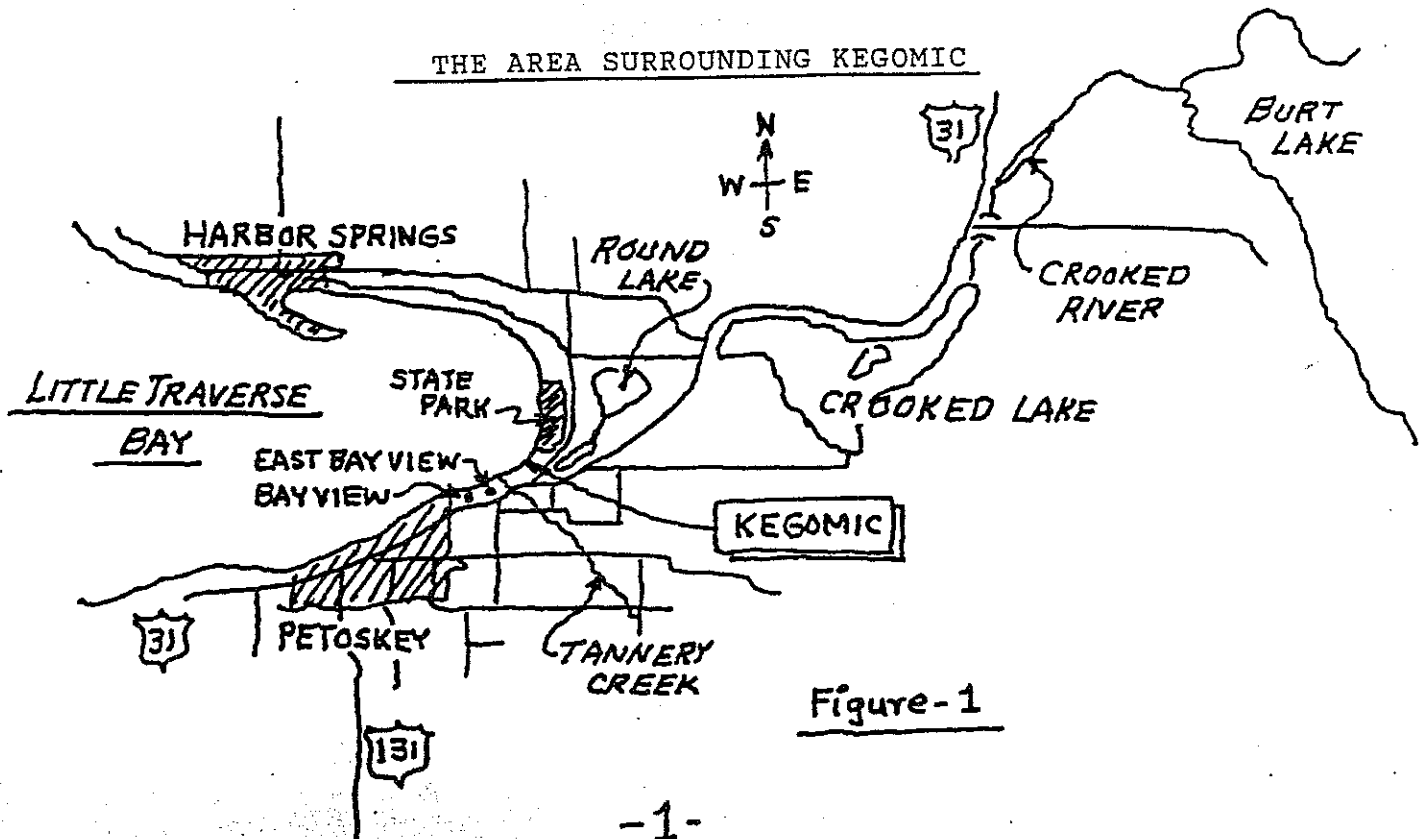 THE AREA SURROUNDING KEGOMIC
31
BURT
LAKE
N
W E
S
HARBOR SPRINGS
ROUND
LAKE
CROOKED
RIVER
STATE
PARK
LITTLE TRAVERSE
BAY
CROOKED LAKE
EAST BAY VIEW
BAY VIEW
KEGOMIC
31
PETOSKEY
TANNERY
CREEK
131
Figure-1
-1-